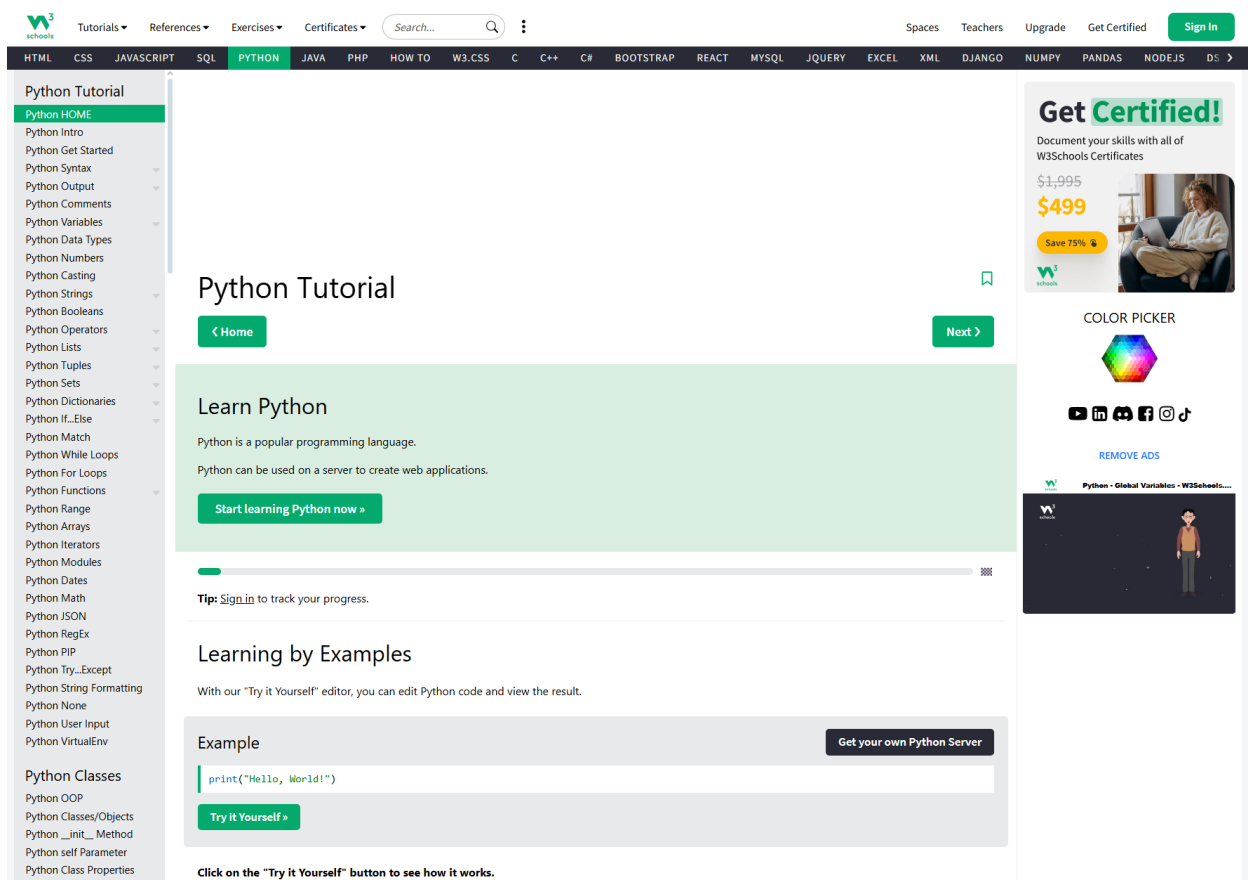 W3 schools
Tutorials References Exercises Certificates Search... Spaces Teachers Upgrade Get Certified Sign In
HTML CSS JAVASCRIPT SQL PYTHON JAVA PHP HOW TO W3.CSS C C++ C# BOOTSTRAP REACT MYSQL JQUERY EXCEL XML DJANGO NUMPY PANDAS NODEJS DS
Python Tutorial
Python HOME
Python Intro
Python Get Started
Python Syntax
Python Output
Python Comments
Python Variables
Python Data Types
Python Numbers
Python Casting
Python Strings
Python Booleans
Python Operators
Python Lists
Python Tuples
Python Sets
Python Dictionaries
Python If...Else
Python Match
Python While Loops
Python For Loops
Python Functions
Python Range
Python Arrays
Python Iterators
Python Modules
Python Dates
Python Math
Python JSON
Python RegEx
Python PIP
Python Try...Except
Python String Formatting
Python None
Python User Input
Python VirtualEnv
Python Classes
Python OOP
Python Classes/Objects
Python __init__ Method
Python self Parameter
Python Class Properties
Python Tutorial
❮ Home
Next ❯
Learn Python
Python is a popular programming language.
Python can be used on a server to create web applications.
Start learning Python now »
Tip: Sign in to track your progress.
Learning by Examples
With our "Try it Yourself" editor, you can edit Python code and view the result.
Example
Get your own Python Server
print("Hello, World!")
Try it Yourself »
Click on the "Try it Yourself" button to see how it works.
Get Certified!
Document your skills with all of
W3Schools Certificates
$1,995
$499
Save 75%
W3 schools
COLOR PICKER
REMOVE ADS
W3 schools
Python - Global Variables - W3Schools....
W3 schools